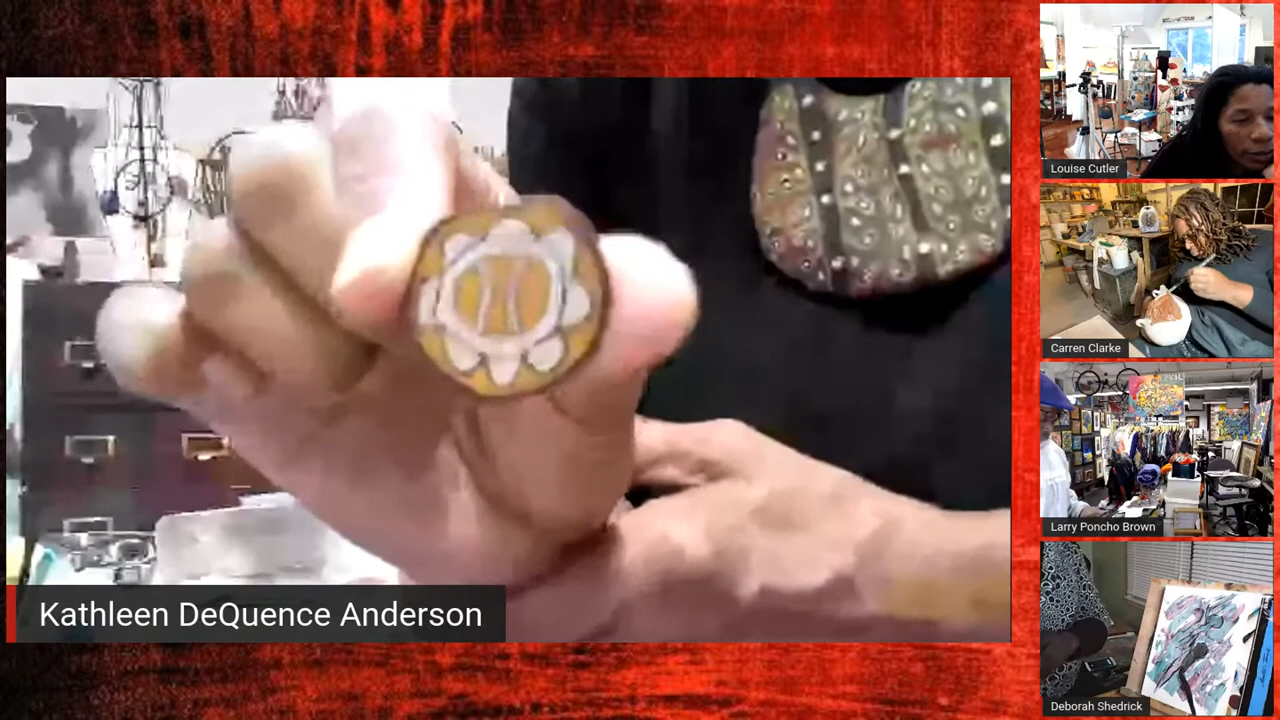 Kathleen DeQuence Anderson
Louise Cutler
Carren Clarke
Larry Poncho Brown
Deborah Shedrick